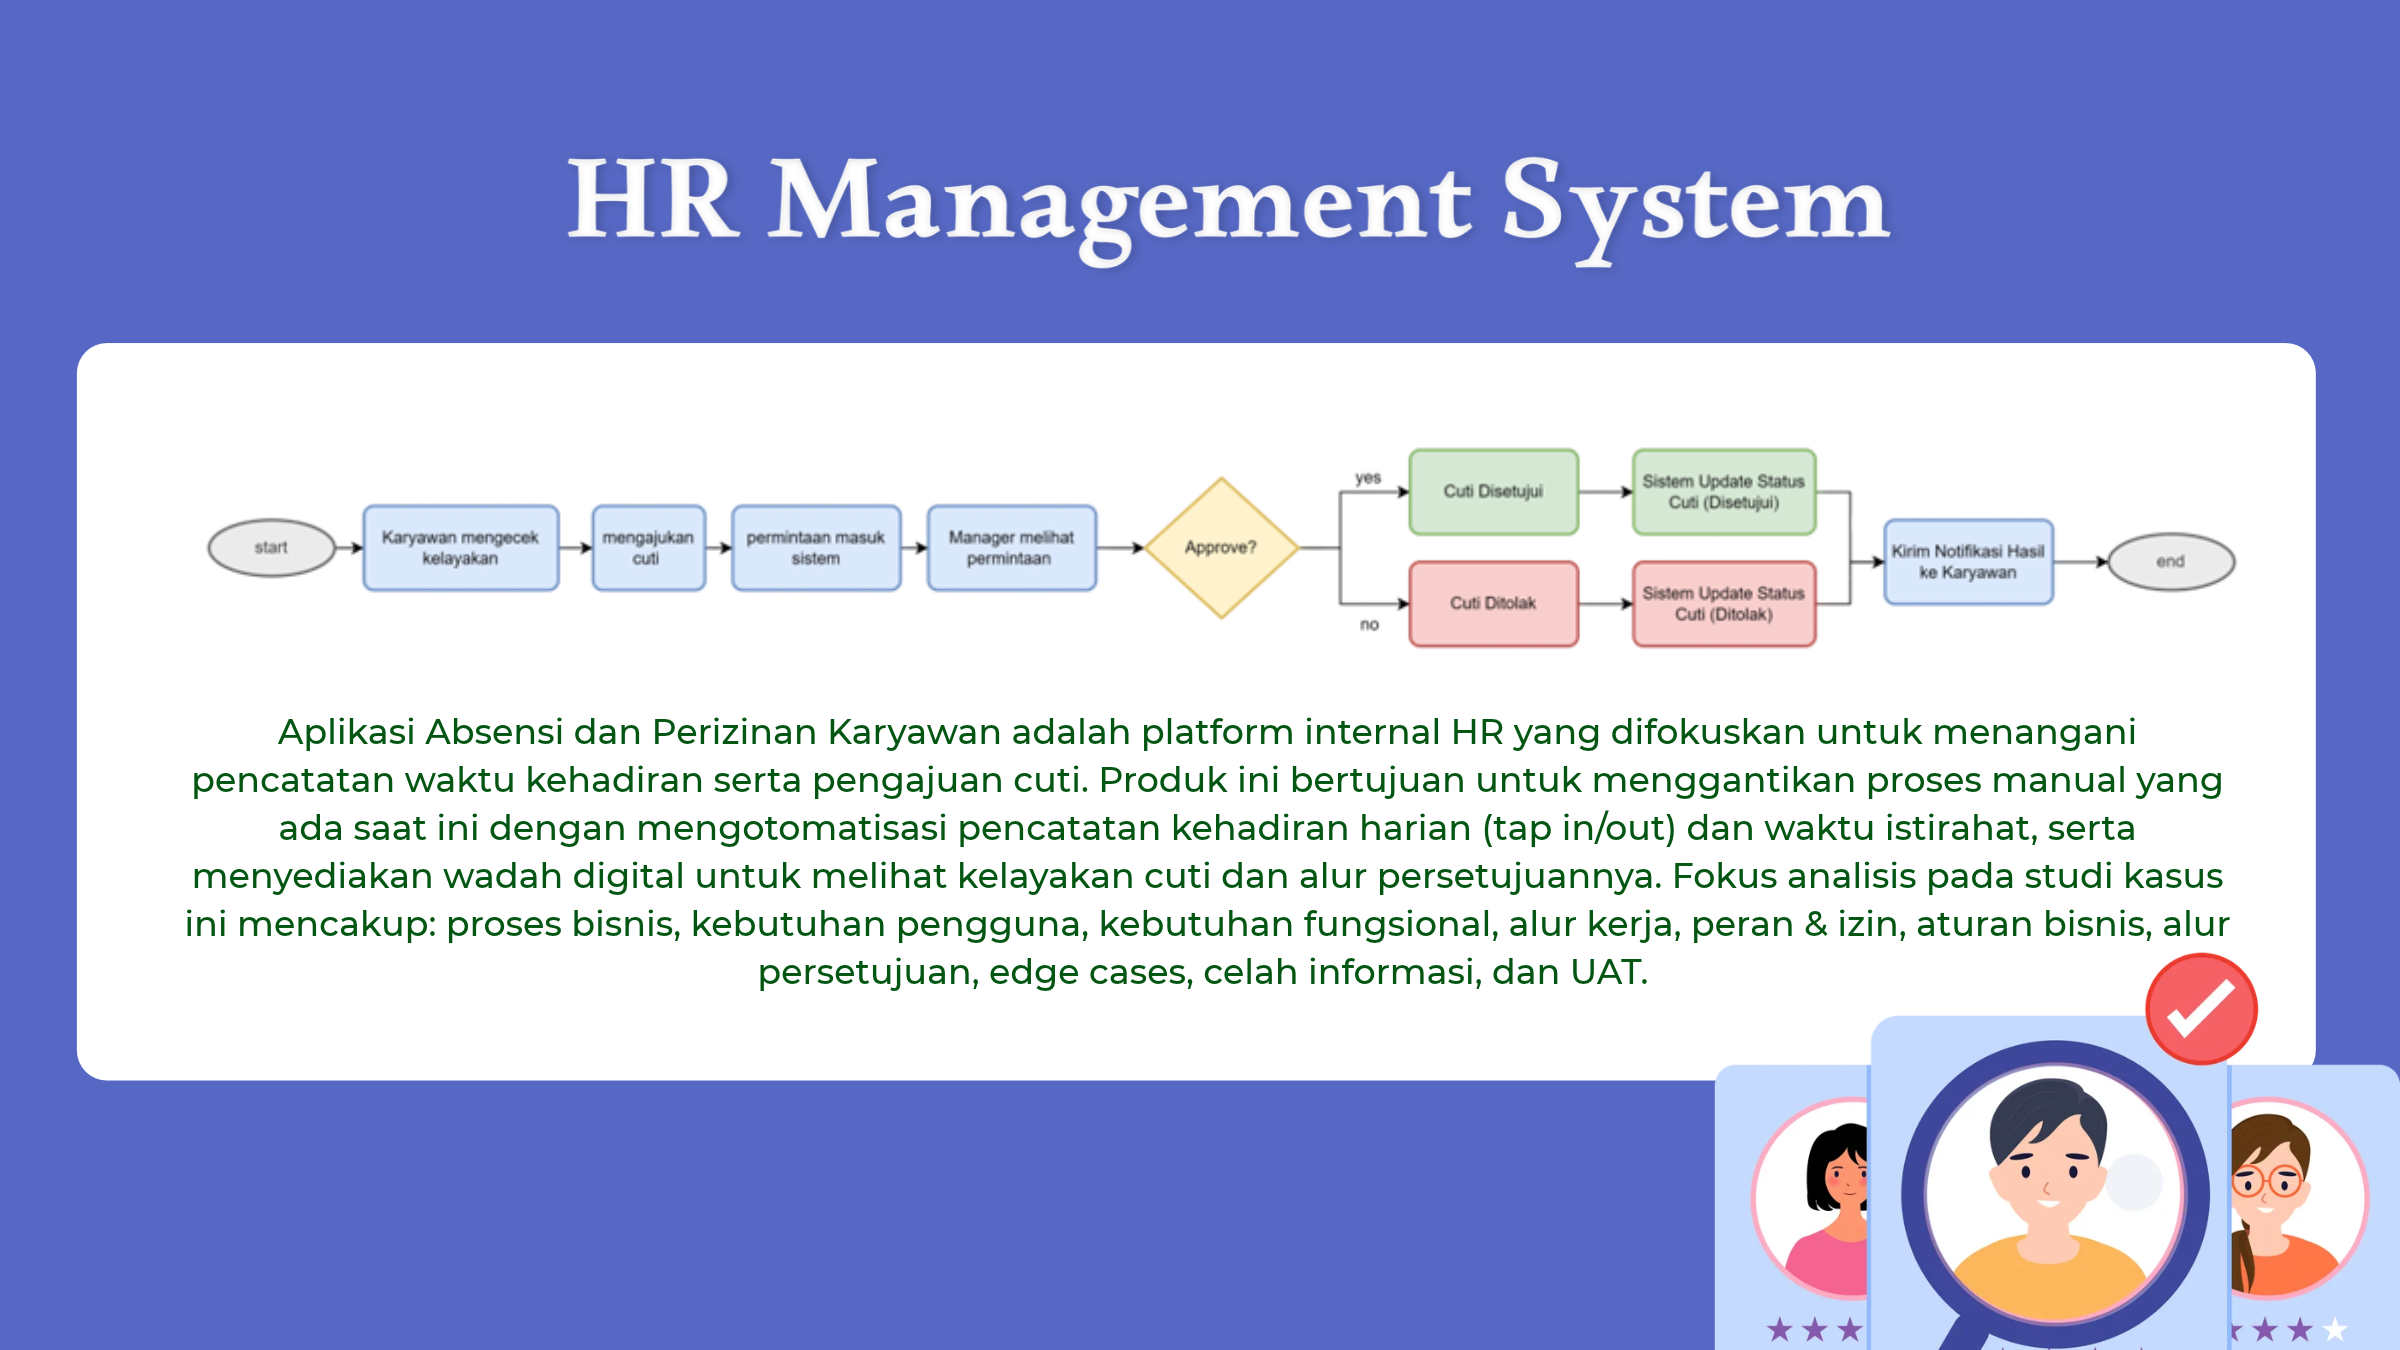 HR Management System
start
Karyawan mengecek
kelayakan
mengajukan
cuti
permintaan masuk
sistem
Manager melihat
permintaan
Approve?
yes
Cuti Disetujui
Sistem Update Status
Cuti (Disetujui)
no
Cuti Ditolak
Sistem Update Status
Cuti (Ditolak)
Kirim Notifikasi Hasil
ke Karyawan
end
Aplikasi Absensi dan Perizinan Karyawan adalah platform internal HR yang difokuskan untuk menangani
pencatatan waktu kehadiran serta pengajuan cuti. Produk ini bertujuan untuk menggantikan proses manual yang
ada saat ini dengan mengotomatisasi pencatatan kehadiran harian (tap in/out) dan waktu istirahat, serta
menyediakan wadah digital untuk melihat kelayakan cuti dan alur persetujuannya. Fokus analisis pada studi kasus
ini mencakup: proses bisnis, kebutuhan pengguna, kebutuhan fungsional, alur kerja, peran & izin, aturan bisnis, alur
persetujuan, edge cases, celah informasi, dan UAT.